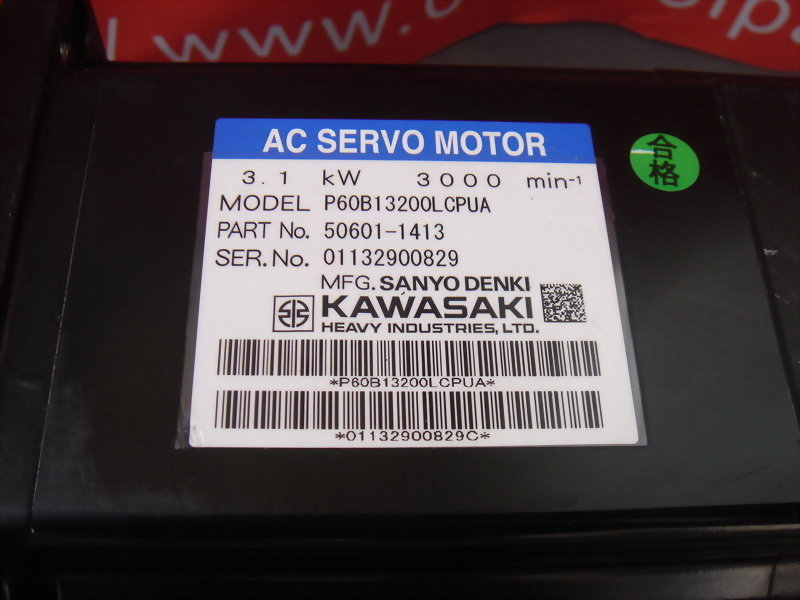 AC SERVO MOTOR
3.1 kW 3000 min-1
MODEL P60B13200LCPUA
PART No. 50601-1413
SER.No. 01132900829
MFG. SANYO DENKI
KAWASAKI
HEAVY INDUSTRIES, LTD.
*P60B13200LCPUA*
*01132900829C*
合格